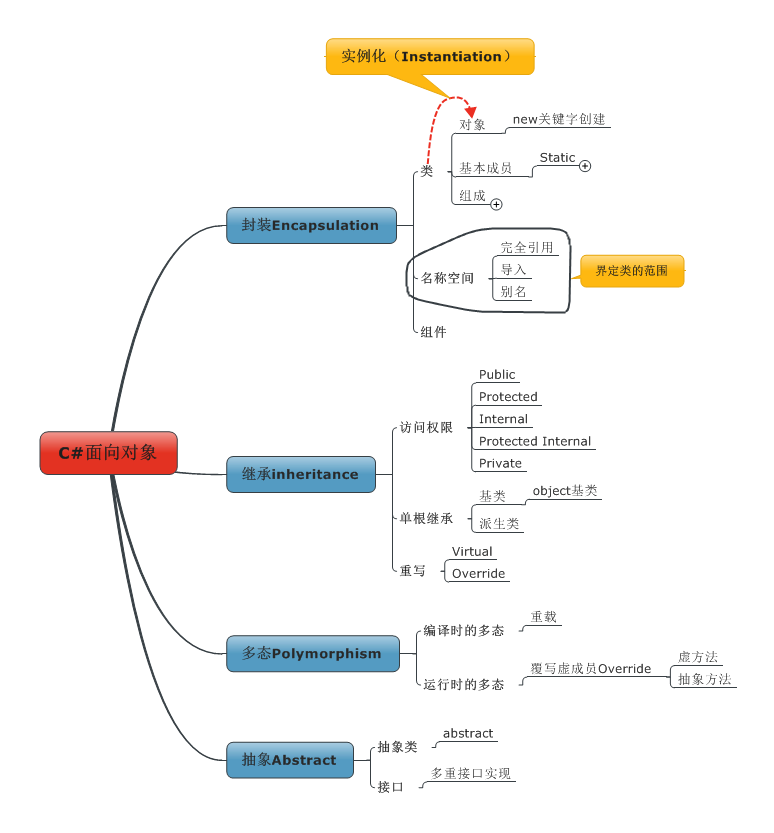 实例化（Instantiation）
对象
new关键字创建
类
基本成员
Static
组成
封装Encapsulation
完全引用
名称空间
导入
别名
界定类的范围
组件
C#面向对象
继承inheritance
访问权限
Public
Protected
Internal
Protected Internal
Private
单根继承
基类
object基类
派生类
重写
Virtual
Override
多态Polymorphism
编译时的多态
重载
运行时的多态
覆写虚成员Override
虚方法
抽象方法
抽象Abstract
抽象类
abstract
接口
多重接口实现